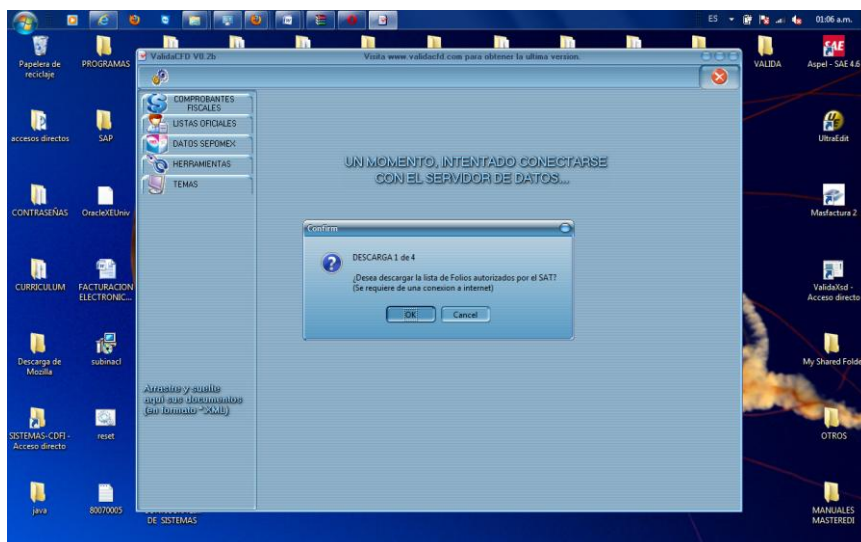 ES
01:06 a.m.
Papelera de
reciclaje
PROGRAMAS
ValidaCFD V0.2b
Visita www.validacfd.com para obtener la ultima version.
VALIDA
Aspel - SAE 4.6
COMPROBANTES
FISCALES
LISTAS OFICIALES
DATOS SEPOMEX
HERRAMIENTAS
TEMAS
accesos directos
SAP
UltraEdit
UN MOMENTO, INTENTADO CONECTARSE
CON EL SERVIDOR DE DATOS...
CONTRASEÑAS
OracleXEUniv
Masfactura 2
Confirm
DESCARGA 1 de 4
¿Desea descargar la lista de Folios autorizados por el SAT?
(Se requiere de una conexion a internet)
OK
Cancel
CURRICULUM
FACTURACION
ELECTRONIC...
ValidaXsd -
Acceso directo
Descarga de
Mozilla
subinacl
My Shared Folde
Arrastre y suelte
aquí sus documentos
(en formato *XML)
SISTEMAS-CDFI -
Acceso directo
reset
OTROS
java
80070005
DE SISTEMAS
MANUALES
MASTEREDI